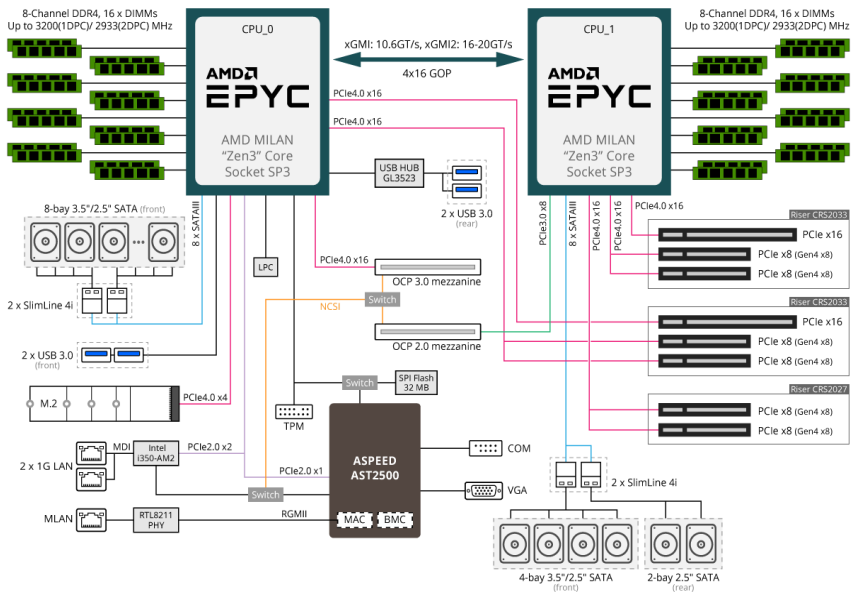 8-Channel DDR4, 16 x DIMMs
Up to 3200(1DPC)/ 2933(2DPC) MHz
CPU_0
AMD
EPYC
AMD MILAN
"Zen3" Core
Socket SP3
xGMI: 10.6GT/s, xGMI2: 16-20GT/s
4x16 GOP
CPU_1
AMD
EPYC
AMD MILAN
"Zen3" Core
Socket SP3
8-Channel DDR4, 16 x DIMMs
Up to 3200(1DPC)/ 2933(2DPC) MHz
PCIe4.0 x16
PCIe4.0 x16
USB HUB
GL3523
2 x USB 3.0
(rear)
8-bay 3.5"/2.5" SATA (front)
8 x SATAIII
2 x SlimLine 4i
LPC
PCIe4.0 x16
OCP 3.0 mezzanine
NCSI
Switch
OCP 2.0 mezzanine
PCIe3.0 x8
8 x SATAIII
PCIe4.0 x16
PCIe4.0 x16
PCIe4.0 x16
Riser CRS2033
PCIe x16
PCIe x8 (Gen4 x8)
PCIe x8 (Gen4 x8)
Riser CRS2033
PCIe x16
PCIe x8 (Gen4 x8)
PCIe x8 (Gen4 x8)
Riser CRS2027
PCIe x8 (Gen4 x8)
PCIe x8 (Gen4 x8)
2 x USB 3.0
(front)
M.2
PCIe4.0 x4
TPM
Switch
SPI Flash
32 MB
2 x 1G LAN
MDI
Intel
i350-AM2
PCIe2.0 x2
PCIe2.0 x1
Switch
ASPEED
AST2500
MAC
BMC
COM
VGA
MLAN
RTL8211
PHY
RGMII
2 x SlimLine 4i
4-bay 3.5"/2.5" SATA
(front)
2-bay 2.5" SATA
(rear)